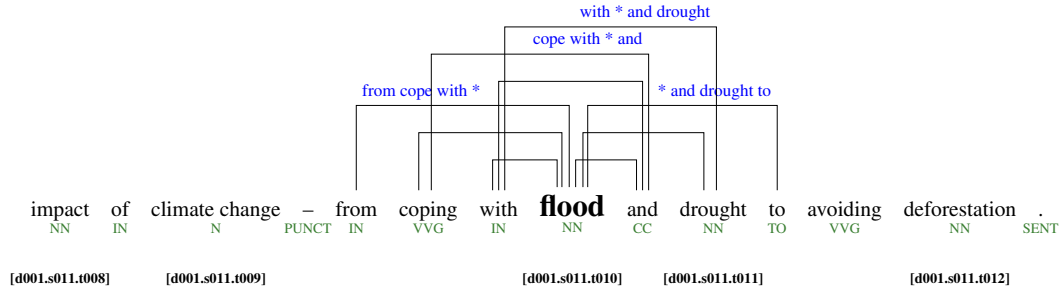 with * and drought
cope with * and
from cope with * * and drought to
impact of climate change – from coping with flood and drought to avoiding deforestation .
NN IN N PUNCT IN VVG IN NN CC NN TO VVG NN SENT
[d001.s011.t008] [d001.s011.t009] [d001.s011.t010] [d001.s011.t011] [d001.s011.t012]